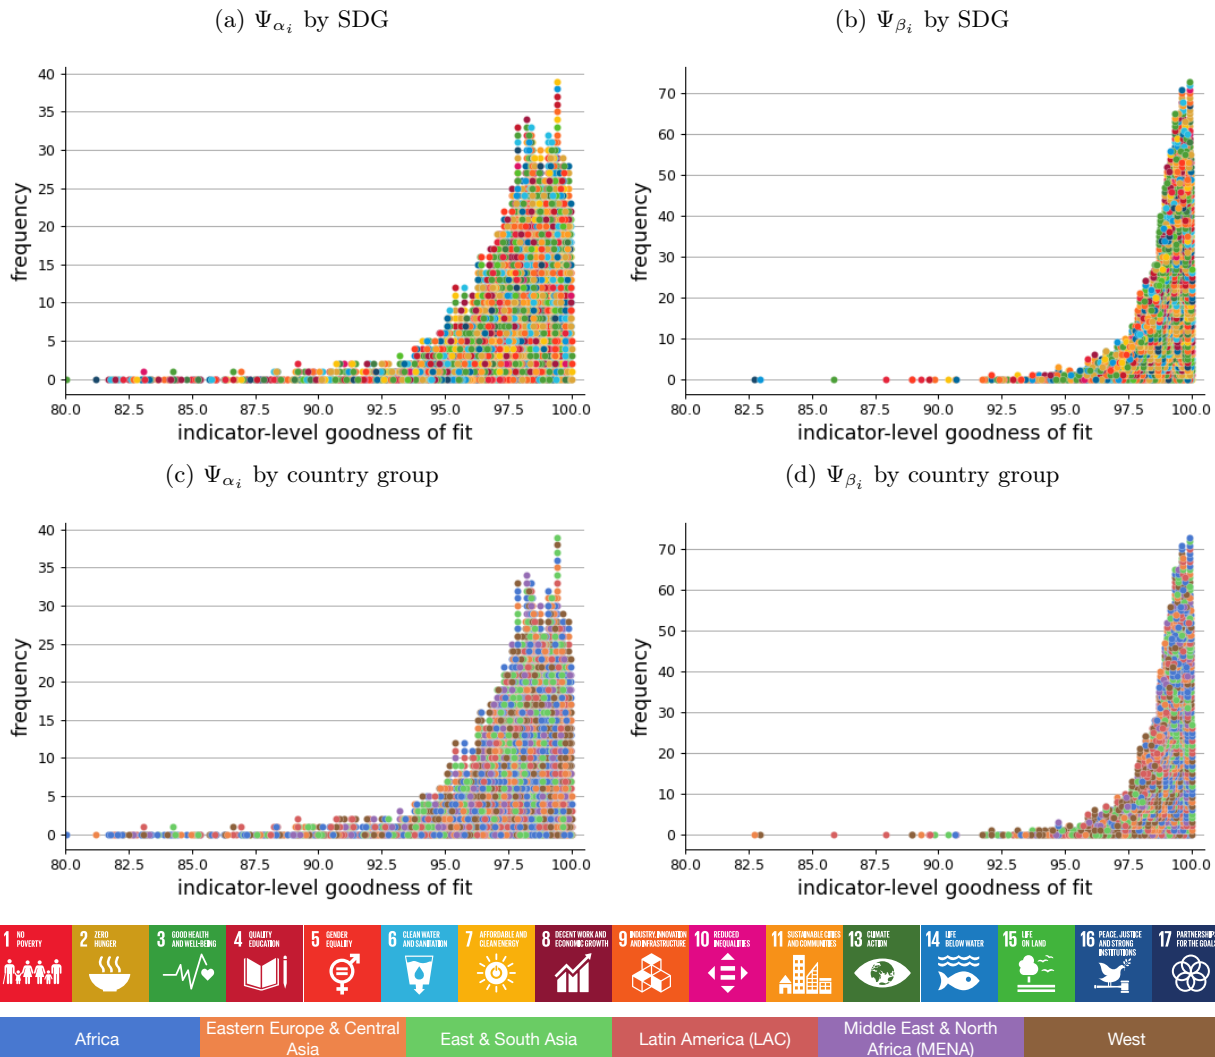 (a) Ψαi by SDG
40
35
30
25
20
15
10
5
0
frequency
80.0 82.5 85.0 87.5 90.0 92.5 95.0 97.5 100.0
indicator-level goodness of fit
(b) Ψβi by SDG
70
60
50
40
30
20
10
0
frequency
80.0 82.5 85.0 87.5 90.0 92.5 95.0 97.5 100.0
indicator-level goodness of fit
(c) Ψαi by country group
40
35
30
25
20
15
10
5
0
frequency
80.0 82.5 85.0 87.5 90.0 92.5 95.0 97.5 100.0
indicator-level goodness of fit
(d) Ψβi by country group
70
60
50
40
30
20
10
0
frequency
80.0 82.5 85.0 87.5 90.0 92.5 95.0 97.5 100.0
indicator-level goodness of fit
1 NO
POVERTY
2 ZERO
HUNGER
3 GOOD HEALTH
AND WELL-BEING
4 QUALITY
EDUCATION
5 GENDER
EQUALITY
6 CLEAN WATER
AND SANITATION
7 AFFORDABLE AND
CLEAN ENERGY
8 DECENT WORK AND
ECONOMIC GROWTH
9 INDUSTRY, INNOVATION
AND INFRASTRUCTURE
10 REDUCED
INEQUALITIES
11 SUSTAINABLE CITIES
AND COMMUNITIES
13 CLIMATE
ACTION
14 LIFE
BELOW WATER
15 LIFE
ON LAND
16 PEACE, JUSTICE
AND STRONG
INSTITUTIONS
17 PARTNERSHIP
FOR THE GOALS
Africa
Eastern Europe & Central
Asia
East & South Asia
Latin America (LAC)
Middle East & North
Africa (MENA)
West